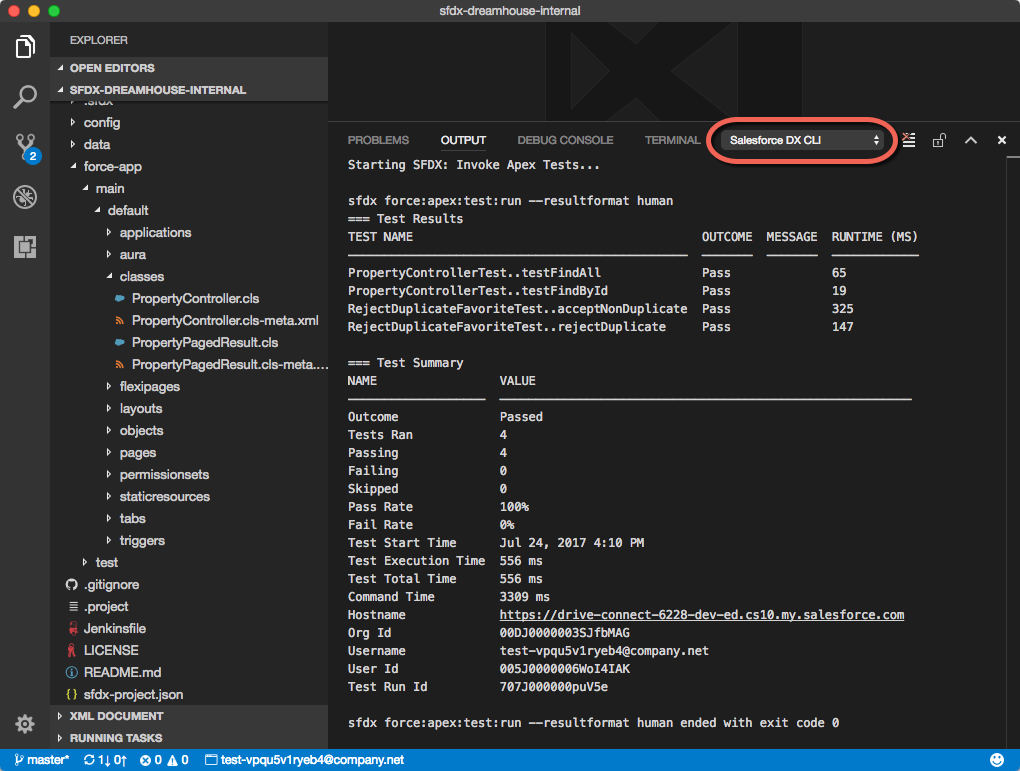 sfdx-dreamhouse-internal
EXPLORER
OPEN EDITORS
SFDX-DREAMHOUSE-INTERNAL
.sfdx
config
data
force-app
main
default
applications
aura
classes
PropertyController.cls
PropertyController.cls-meta.xml
PropertyPagedResult.cls
PropertyPagedResult.cls-meta....
flexipages
layouts
objects
pages
permissionsets
staticresources
tabs
triggers
test
.gitignore
.project
Jenkinsfile
LICENSE
README.md
{ } sfdx-project.json
XML DOCUMENT
RUNNING TASKS
2
PROBLEMS OUTPUT DEBUG CONSOLE TERMINAL Salesforce DX CLI
Starting SFDX: Invoke Apex Tests...
sfdx force:apex:test:run --resultformat human
=== Test Results
TEST NAME OUTCOME MESSAGE RUNTIME (MS)
PropertyControllerTest..testFindAll Pass 65
PropertyControllerTest..testFindById Pass 19
RejectDuplicateFavoriteTest..acceptNonDuplicate Pass 325
RejectDuplicateFavoriteTest..rejectDuplicate Pass 147
=== Test Summary
NAME VALUE
Outcome Passed
Tests Ran 4
Passing 4
Failing 0
Skipped 0
Pass Rate 100%
Fail Rate 0%
Test Start Time Jul 24, 2017 4:10 PM
Test Execution Time 556 ms
Test Total Time 556 ms
Command Time 3309 ms
Hostname https://drive-connect-6228-dev-ed.cs10.my.salesforce.com
Org Id 00DJ0000003SJfbMAG
Username test-vpqu5v1ryeb4@company.net
User Id 005J0000006WoI4IAK
Test Run Id 707J000000puV5e
sfdx force:apex:test:run --resultformat human ended with exit code 0
master* 1↓ 0↑ 0 0 test-vpqu5v1ryeb4@company.net